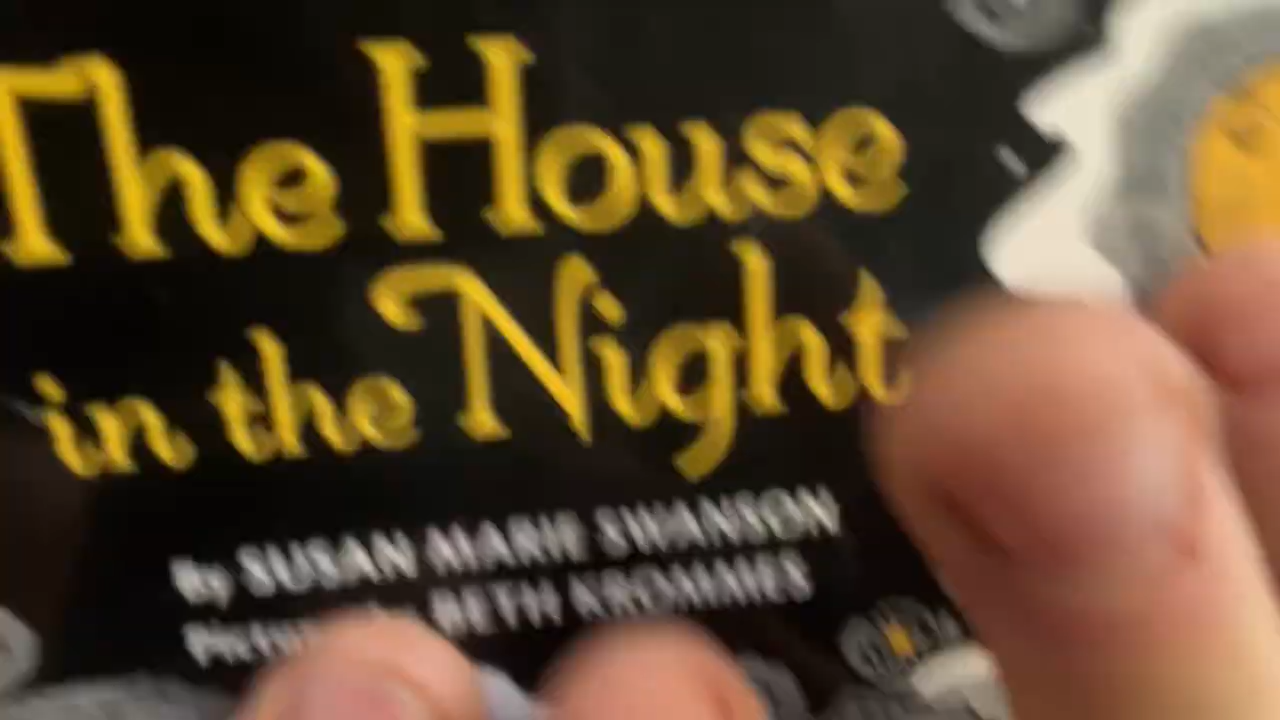 The House
in the Night
By SUSAN MARIE SWANSON
BETH KROMMES